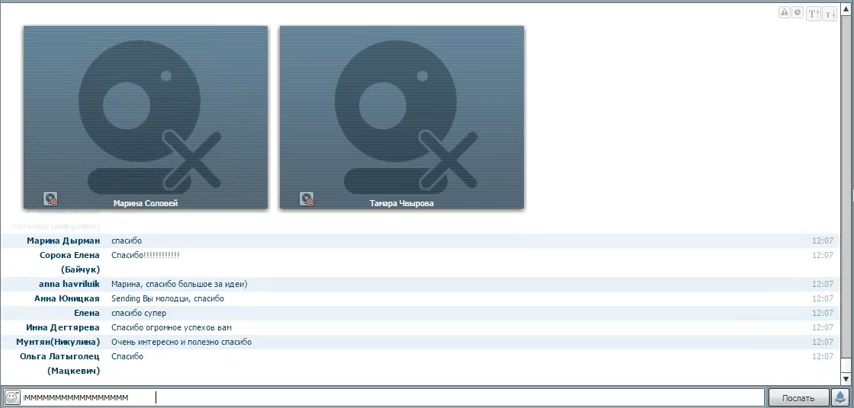 Марина Соловей
Тамара Чвырова
Марина Дырман спасибо 12:07
Сорока Елена Спасибо!!!!!!!!!!!! 12:07
(Байчук)
anna havriluik Марина, спасибо большое за идеи) 12:07
Анна Юницкая Sending Вы молодци, спасибо 12:07
Елена спасибо супер 12:07
Инна Дегтярева Спасибо огромное успехов вам 12:07
Мунтян(Никулина) Очень интересно и полезно спасибо 12:07
Ольга Латыголец Спасибо 12:07
(Мацкевич)
Послать